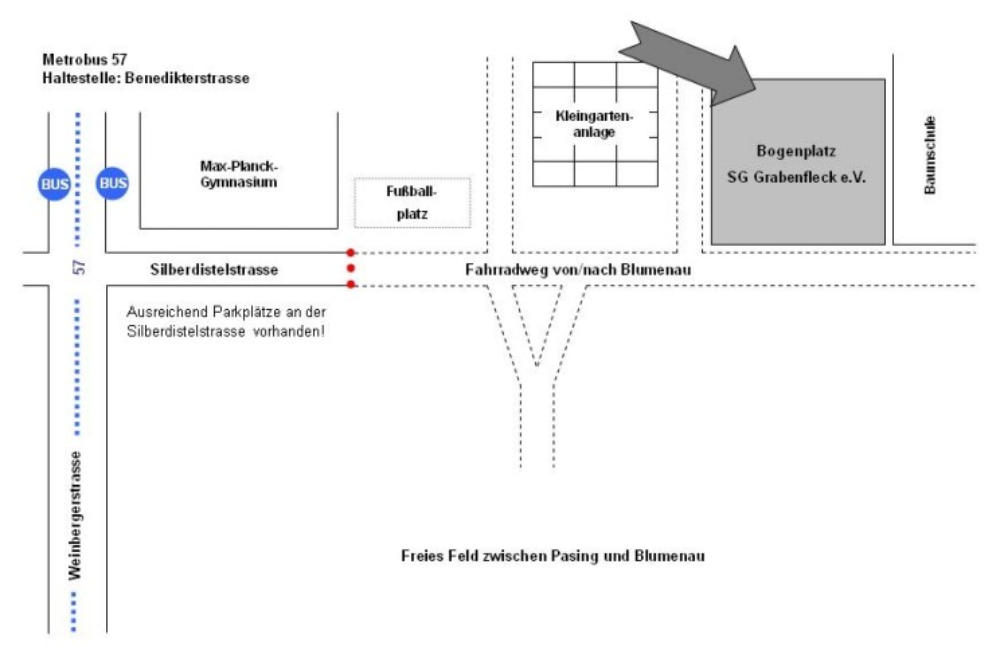 Metrobus 57
Haltestelle: Benedikterstrasse
BUS
BUS
Max-Planck-
Gymnasium
Fußball-
platz
Kleingarten-
anlage
Bogenplatz
SG Grabenfleck e.V.
Baumschule
57
Silberdistelstrasse
Fahrradweg von/nach Blumenau
Ausreichend Parkplätze an der
Silberdistelstrasse vorhanden!
Weinbergerstrasse
Freies Feld zwischen Pasing und Blumenau